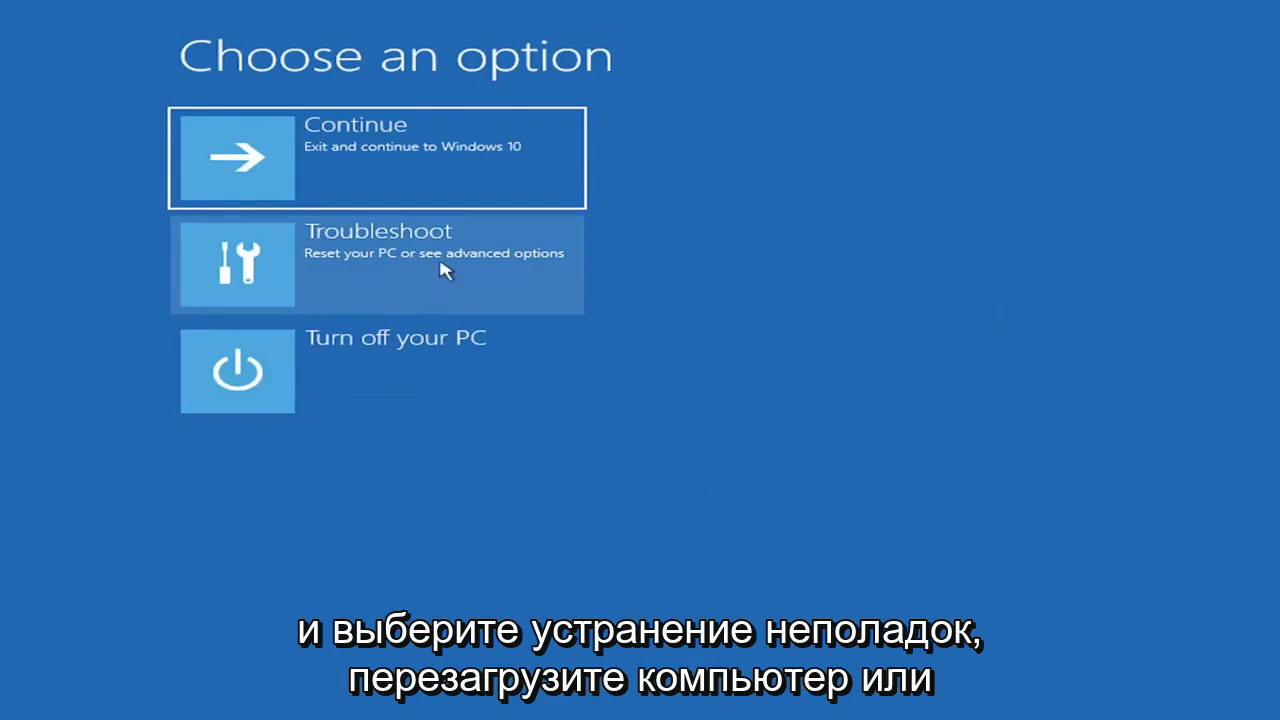 Choose an option
Continue
Exit and continue to Windows 10
Troubleshoot
Reset your PC or see advanced options
Turn off your PC
и выберите устранение неполадок,
перезагрузите компьютер или